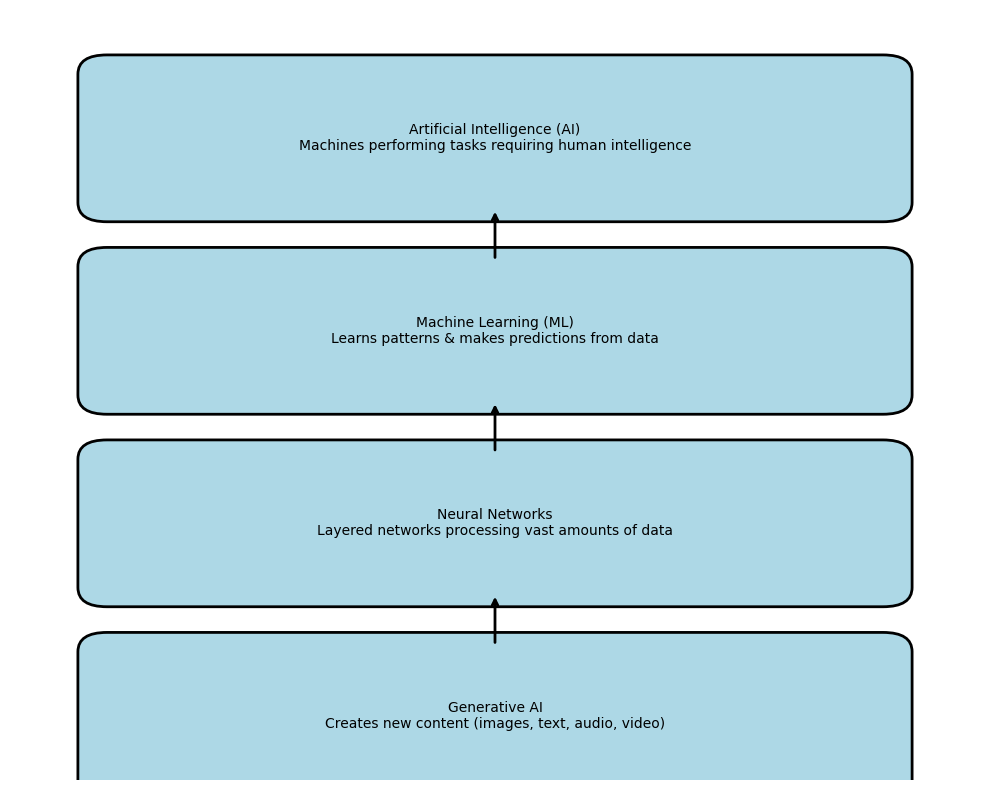 Artificial Intelligence (AI)
Machines performing tasks requiring human intelligence
Machine Learning (ML)
Learns patterns & makes predictions from data
Neural Networks
Layered networks processing vast amounts of data
Generative AI
Creates new content (images, text, audio, video)